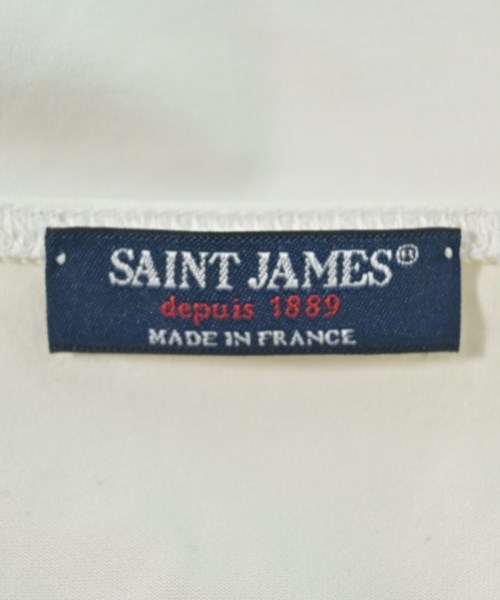 SAINT JAMES®
depuis 1889
MADE IN FRANCE